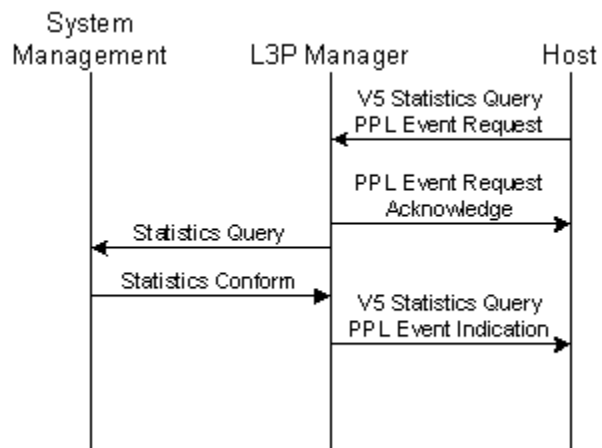 System
Management
L3P Manager
Host
V5 Statistics Query
PPL Event Request
PPL Event Request
Acknowledge
Statistics Query
Statistics Conform
V5 Statistics Query
PPL Event Indication